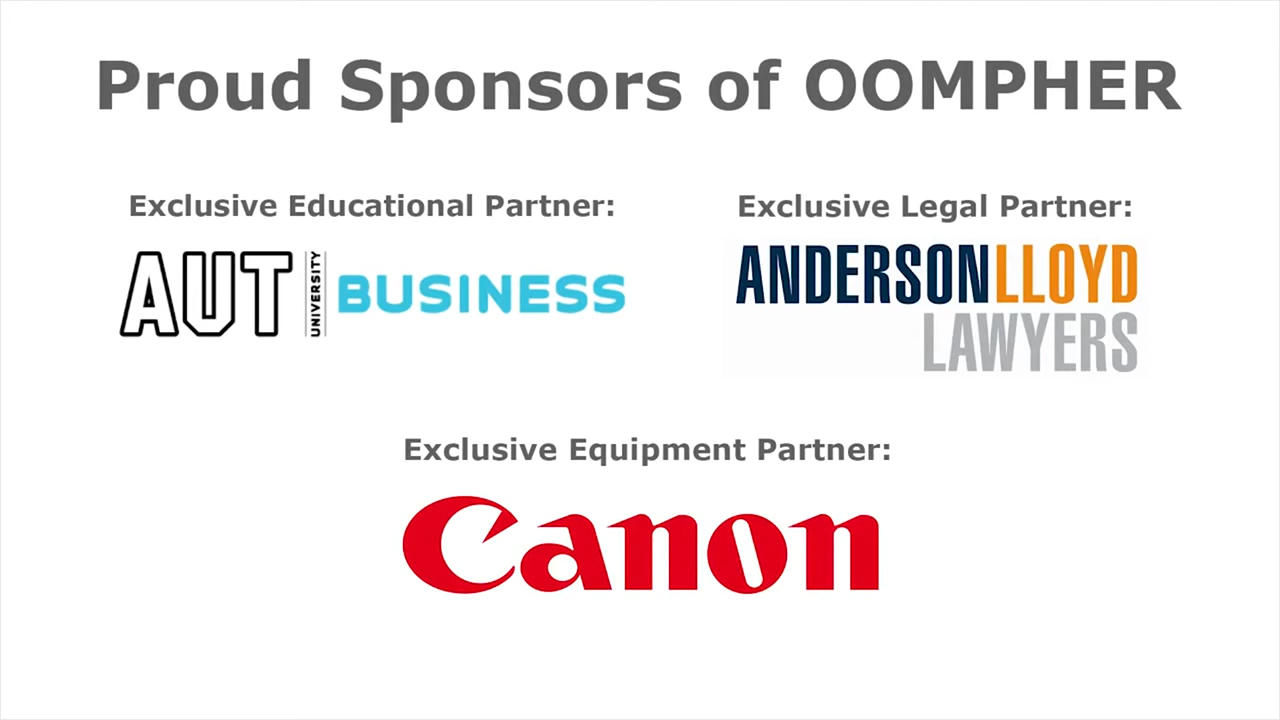 Proud Sponsors of OOMPHER
Exclusive Educational Partner:
AUT UNIVERSITY BUSINESS
Exclusive Legal Partner:
ANDERSONLLOYD
LAWYERS
Exclusive Equipment Partner:
Canon